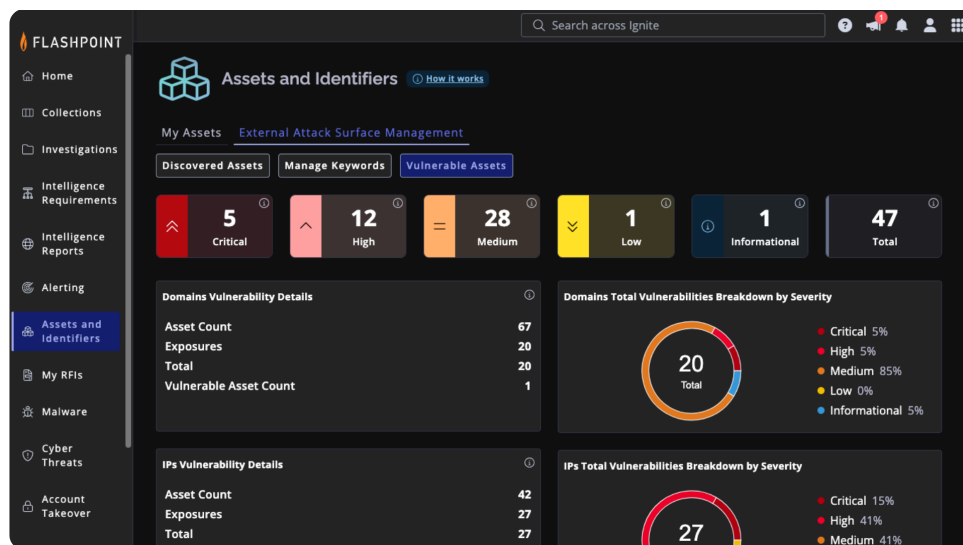 FLASHPOINT
Search across Ignite
1
Home
Collections
Investigations
Intelligence
Requirements
Intelligence
Reports
Alerting
Assets and
Identifiers
My RFIs
Malware
Cyber
Threats
Account
Takeover
Assets and Identifiers
How it works
My Assets
External Attack Surface Management
Discovered Assets
Manage Keywords
Vulnerable Assets
5
Critical
12
High
28
Medium
1
Low
1
Informational
47
Total
Domains Vulnerability Details
Asset Count 67
Exposures 20
Total 20
Vulnerable Asset Count 1
Domains Total Vulnerabilities Breakdown by Severity
20
Total
Critical 5%
High 5%
Medium 85%
Low 0%
Informational 5%
IPs Vulnerability Details
Asset Count 42
Exposures 27
Total 27
IPs Total Vulnerabilities Breakdown by Severity
27
Critical 15%
High 41%
Medium 41%